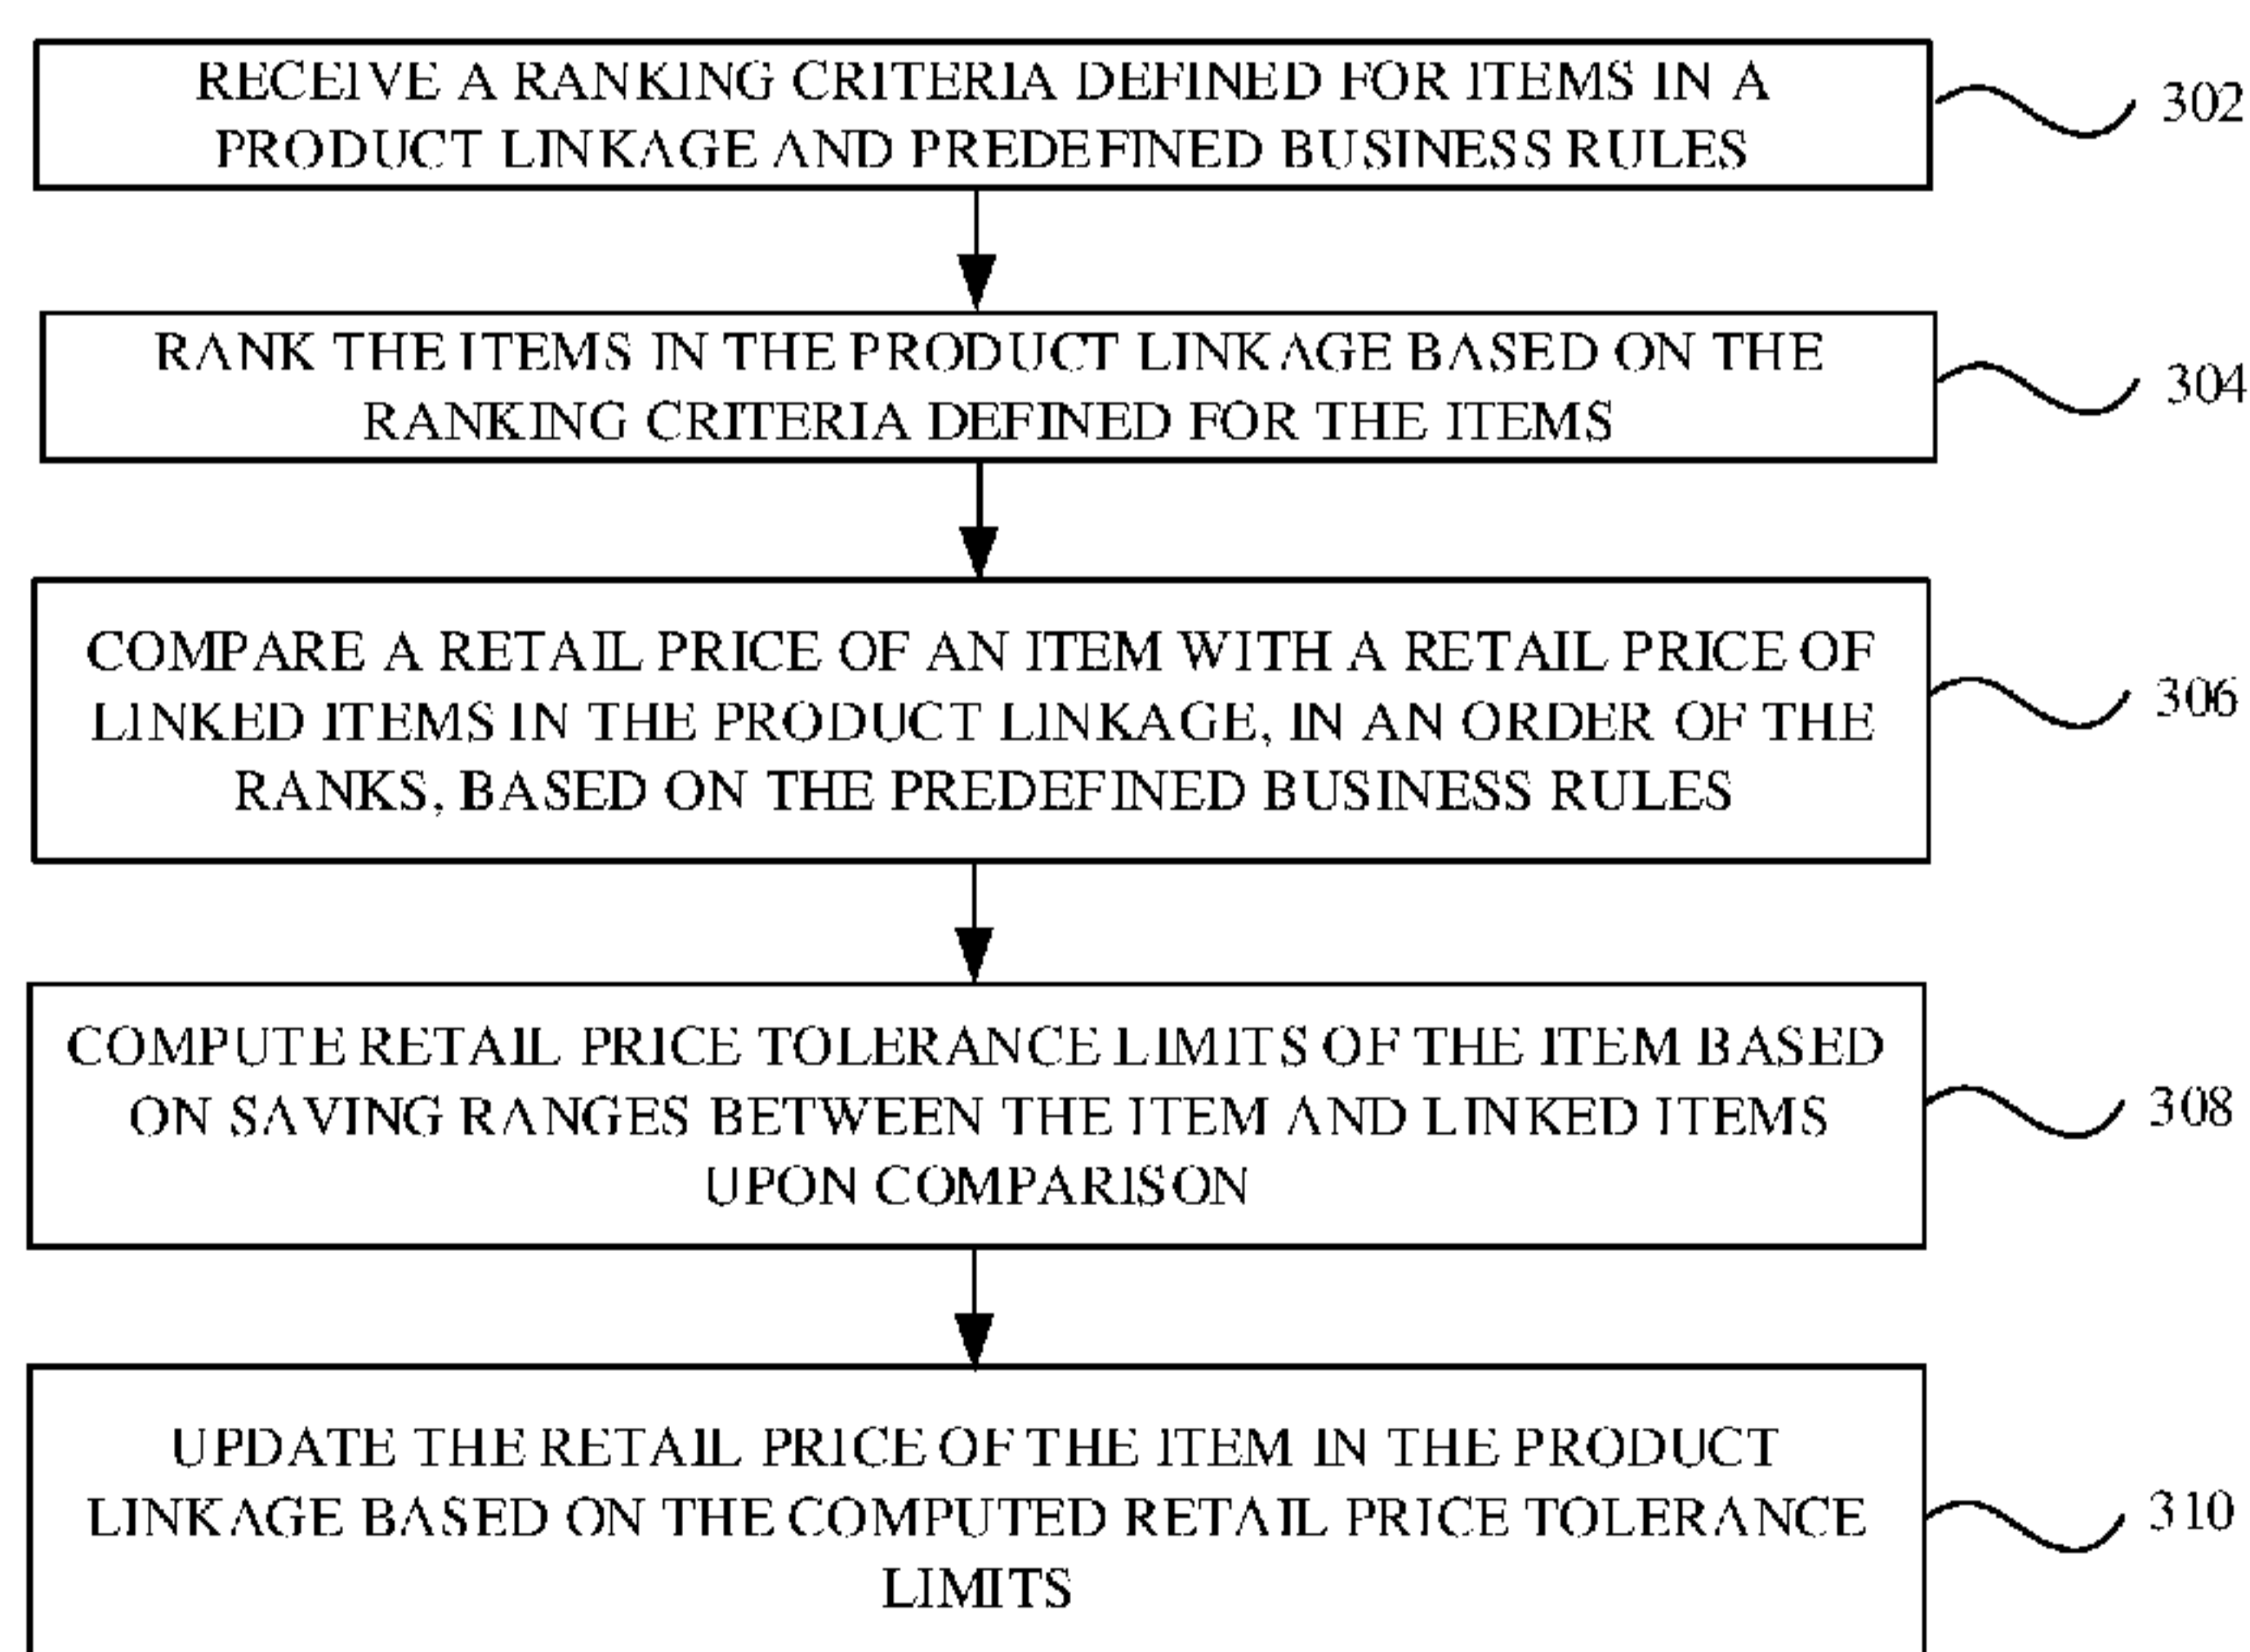 RECEIVE A RANKING CRITERIA DEFINED FOR ITEMS IN A
PRODUCT LINKAGE AND PREDEFINED BUSINESS RULES
302
RANK THE ITEMS IN THE PRODUCT LINKAGE BASED ON THE
RANKING CRITERIA DEFINED FOR THE ITEMS
304
COMPARE A RETAIL PRICE OF AN ITEM WITH A RETAIL PRICE OF
LINKED ITEMS IN THE PRODUCT LINKAGE, IN AN ORDER OF THE
RANKS, BASED ON THE PREDEFINED BUSINESS RULES
306
COMPUTE RETAIL PRICE TOLERANCE LIMITS OF THE ITEM BASED
ON SAVING RANGES BETWEEN THE ITEM AND LINKED ITEMS
UPON COMPARISON
308
UPDATE THE RETAIL PRICE OF THE ITEM IN THE PRODUCT
LINKAGE BASED ON THE COMPUTED RETAIL PRICE TOLERANCE
LIMITS
310